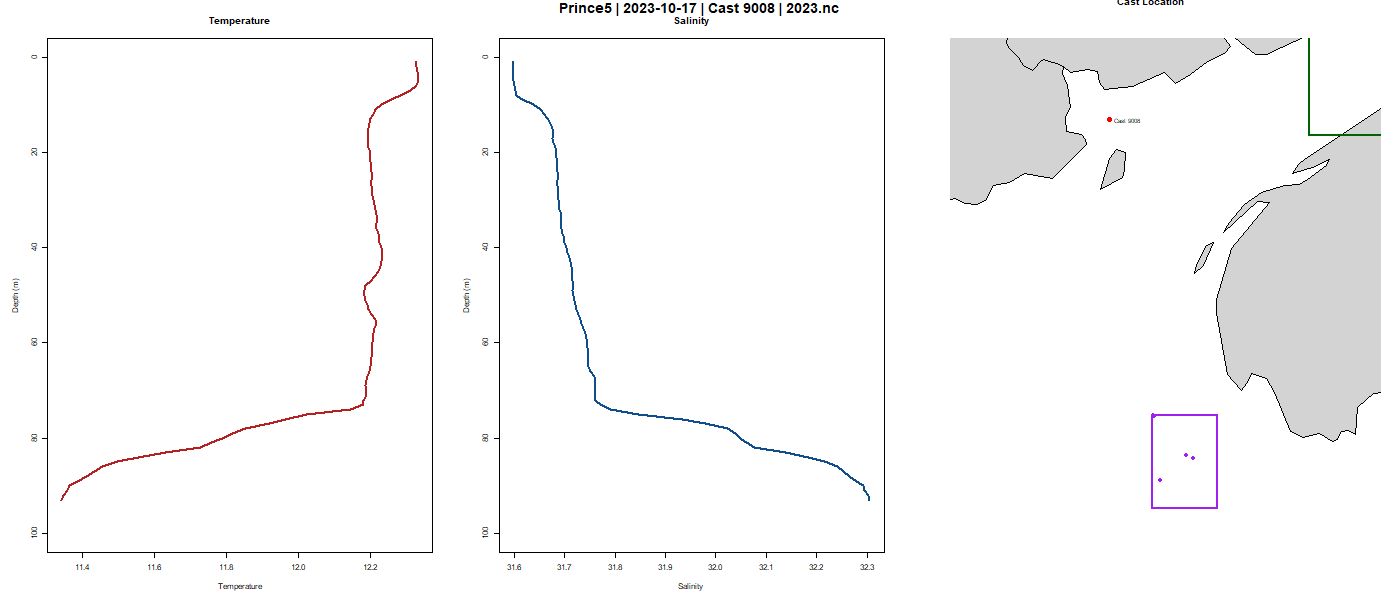 Prince5 | 2023-10-17 | Cast 9008 | 2023.nc
Temperature
0
20
40
60
80
100
Depth (m)
11.4 11.6 11.8 12.0 12.2
Temperature
Salinity
0
20
40
60
80
100
Depth (m)
31.6 31.7 31.8 31.9 32.0 32.1 32.2 32.3
Salinity
Cast Location
Cast 9008